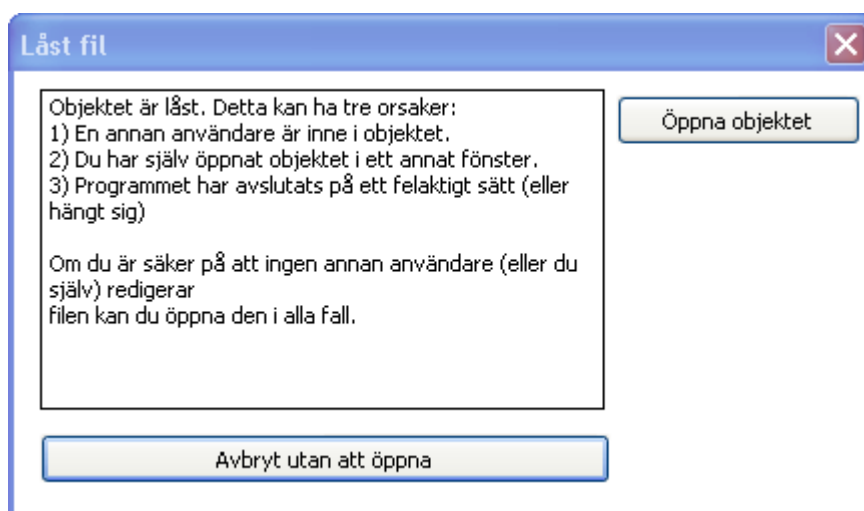 Låst fil
Objektet är låst. Detta kan ha tre orsaker:
1) En annan användare är inne i objektet.
2) Du har själv öppnat objektet i ett annat fönster.
3) Programmet har avslutats på ett felaktigt sätt (eller
hängt sig)
Om du är säker på att ingen annan användare (eller du
själv) redigerar
filen kan du öppna den i alla fall.
Öppna objektet
Avbryt utan att öppna